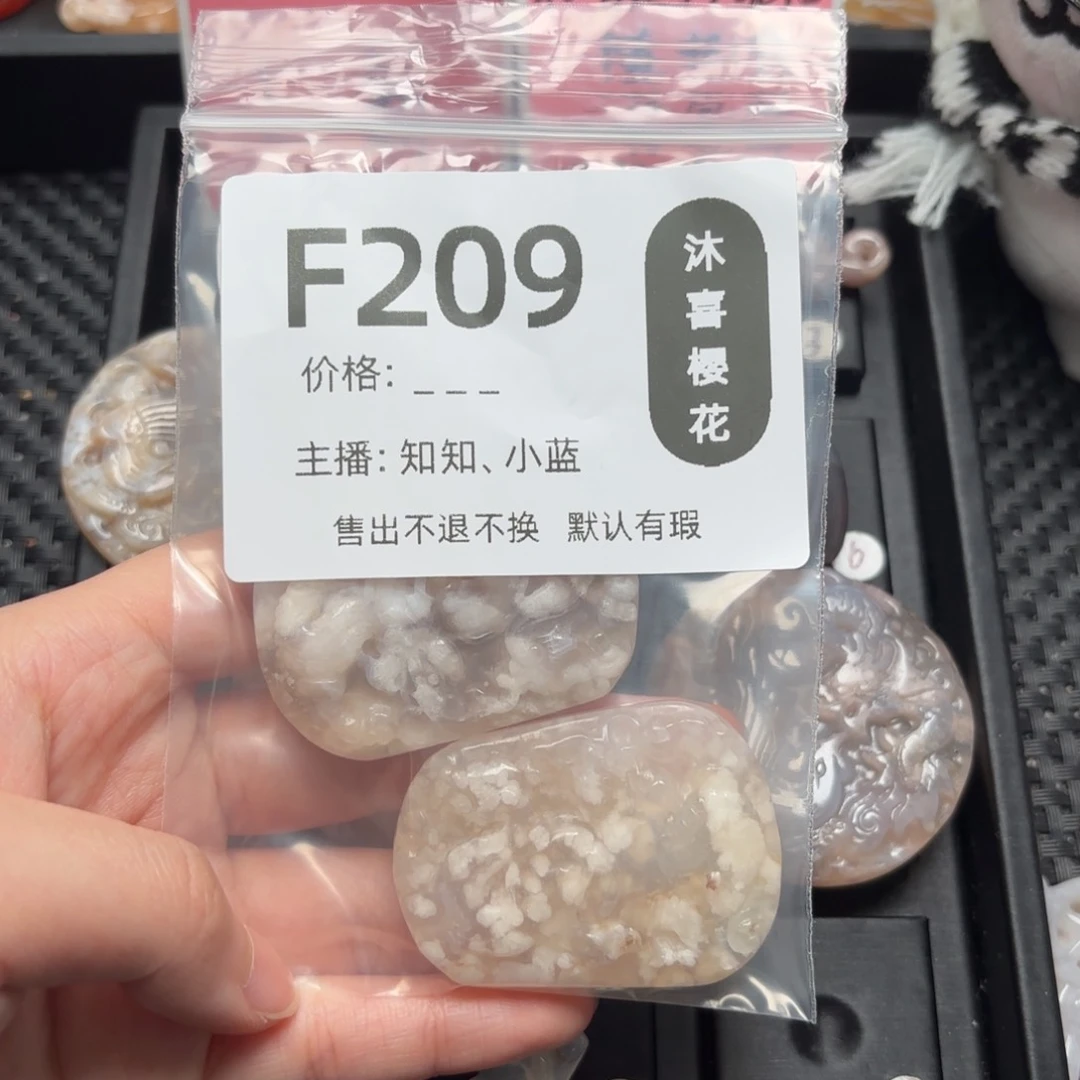 F209
沐喜樱花
价格: _ _ _
主播: 知知、小蓝
售出不退不换 默认有瑕
b